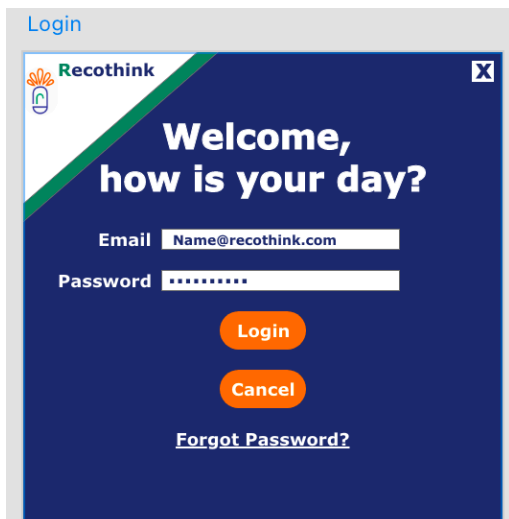 Login
Recothink
X
Welcome,
how is your day?
Email Name@recothink.com
Password ▪▪▪▪▪▪▪▪▪▪
Login
Cancel
Forgot Password?